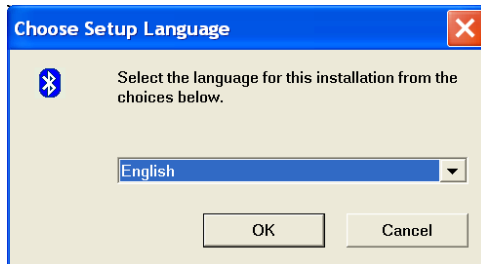 Choose Setup Language
Select the language for this installation from the
choices below.
English
OK
Cancel